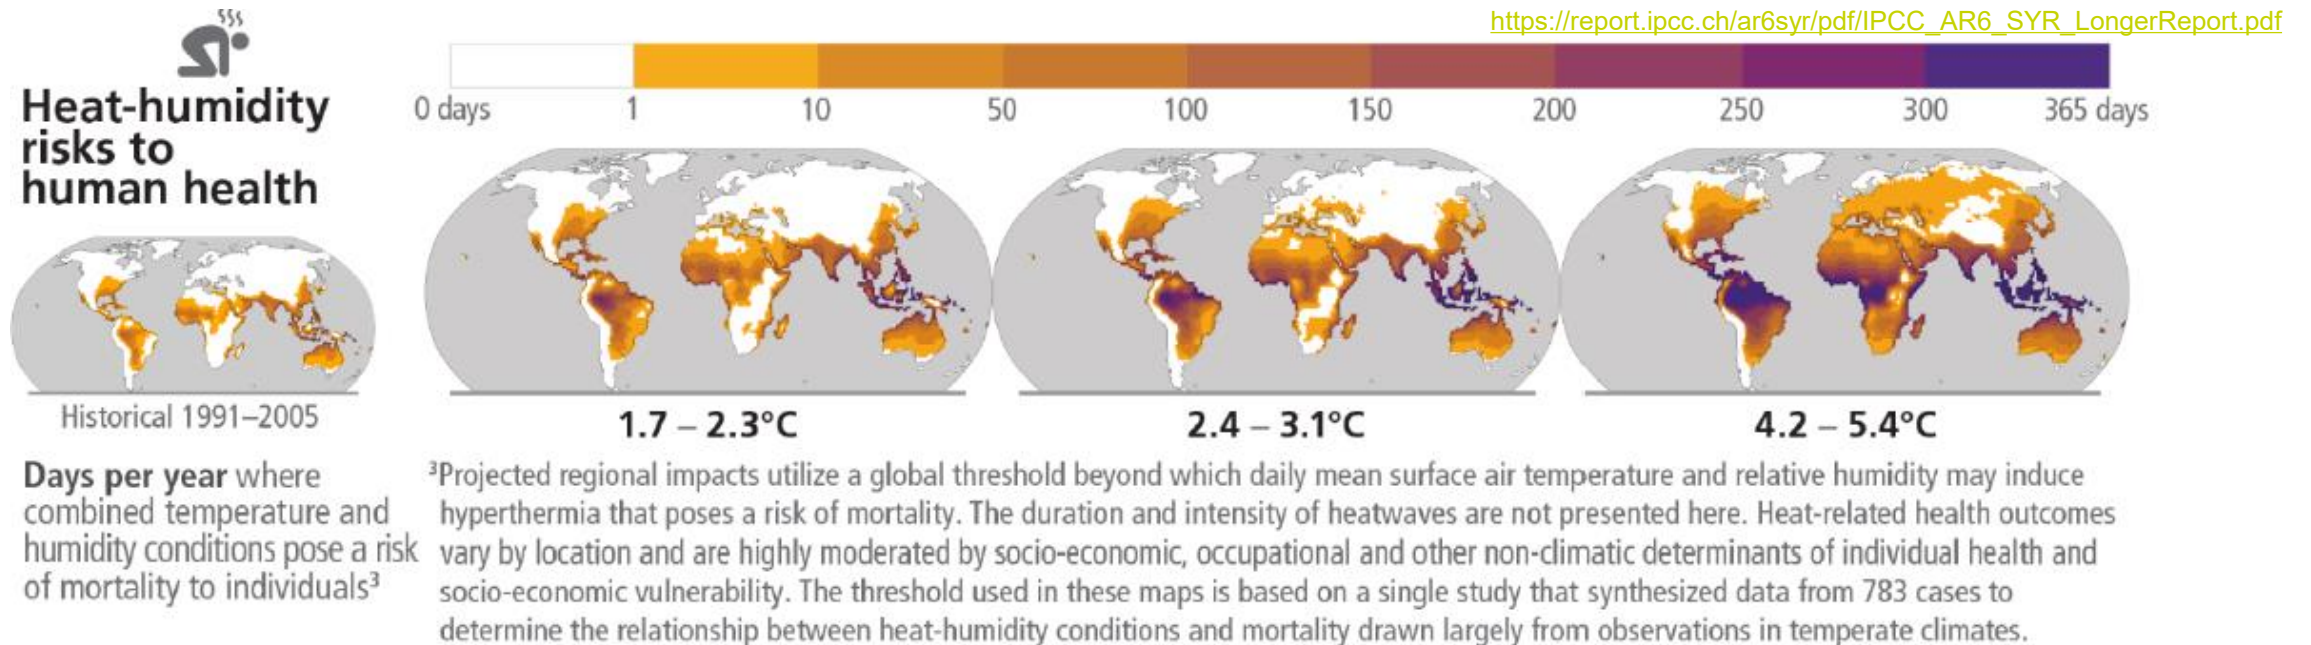 https://report.ipcc.ch/ar6syr/pdf/IPCC_AR6_SYR_LongerReport.pdf
Heat-humidity
risks to
human health
0 days 1 10 50 100 150 200 250 300 365 days
Historical 1991–2005
1.7 – 2.3°C
2.4 – 3.1°C
4.2 – 5.4°C
Days per year where
combined temperature and
humidity conditions pose a risk
of mortality to individuals³
³Projected regional impacts utilize a global threshold beyond which daily mean surface air temperature and relative humidity may induce
hyperthermia that poses a risk of mortality. The duration and intensity of heatwaves are not presented here. Heat-related health outcomes
vary by location and are highly moderated by socio-economic, occupational and other non-climatic determinants of individual health and
socio-economic vulnerability. The threshold used in these maps is based on a single study that synthesized data from 783 cases to
determine the relationship between heat-humidity conditions and mortality drawn largely from observations in temperate climates.